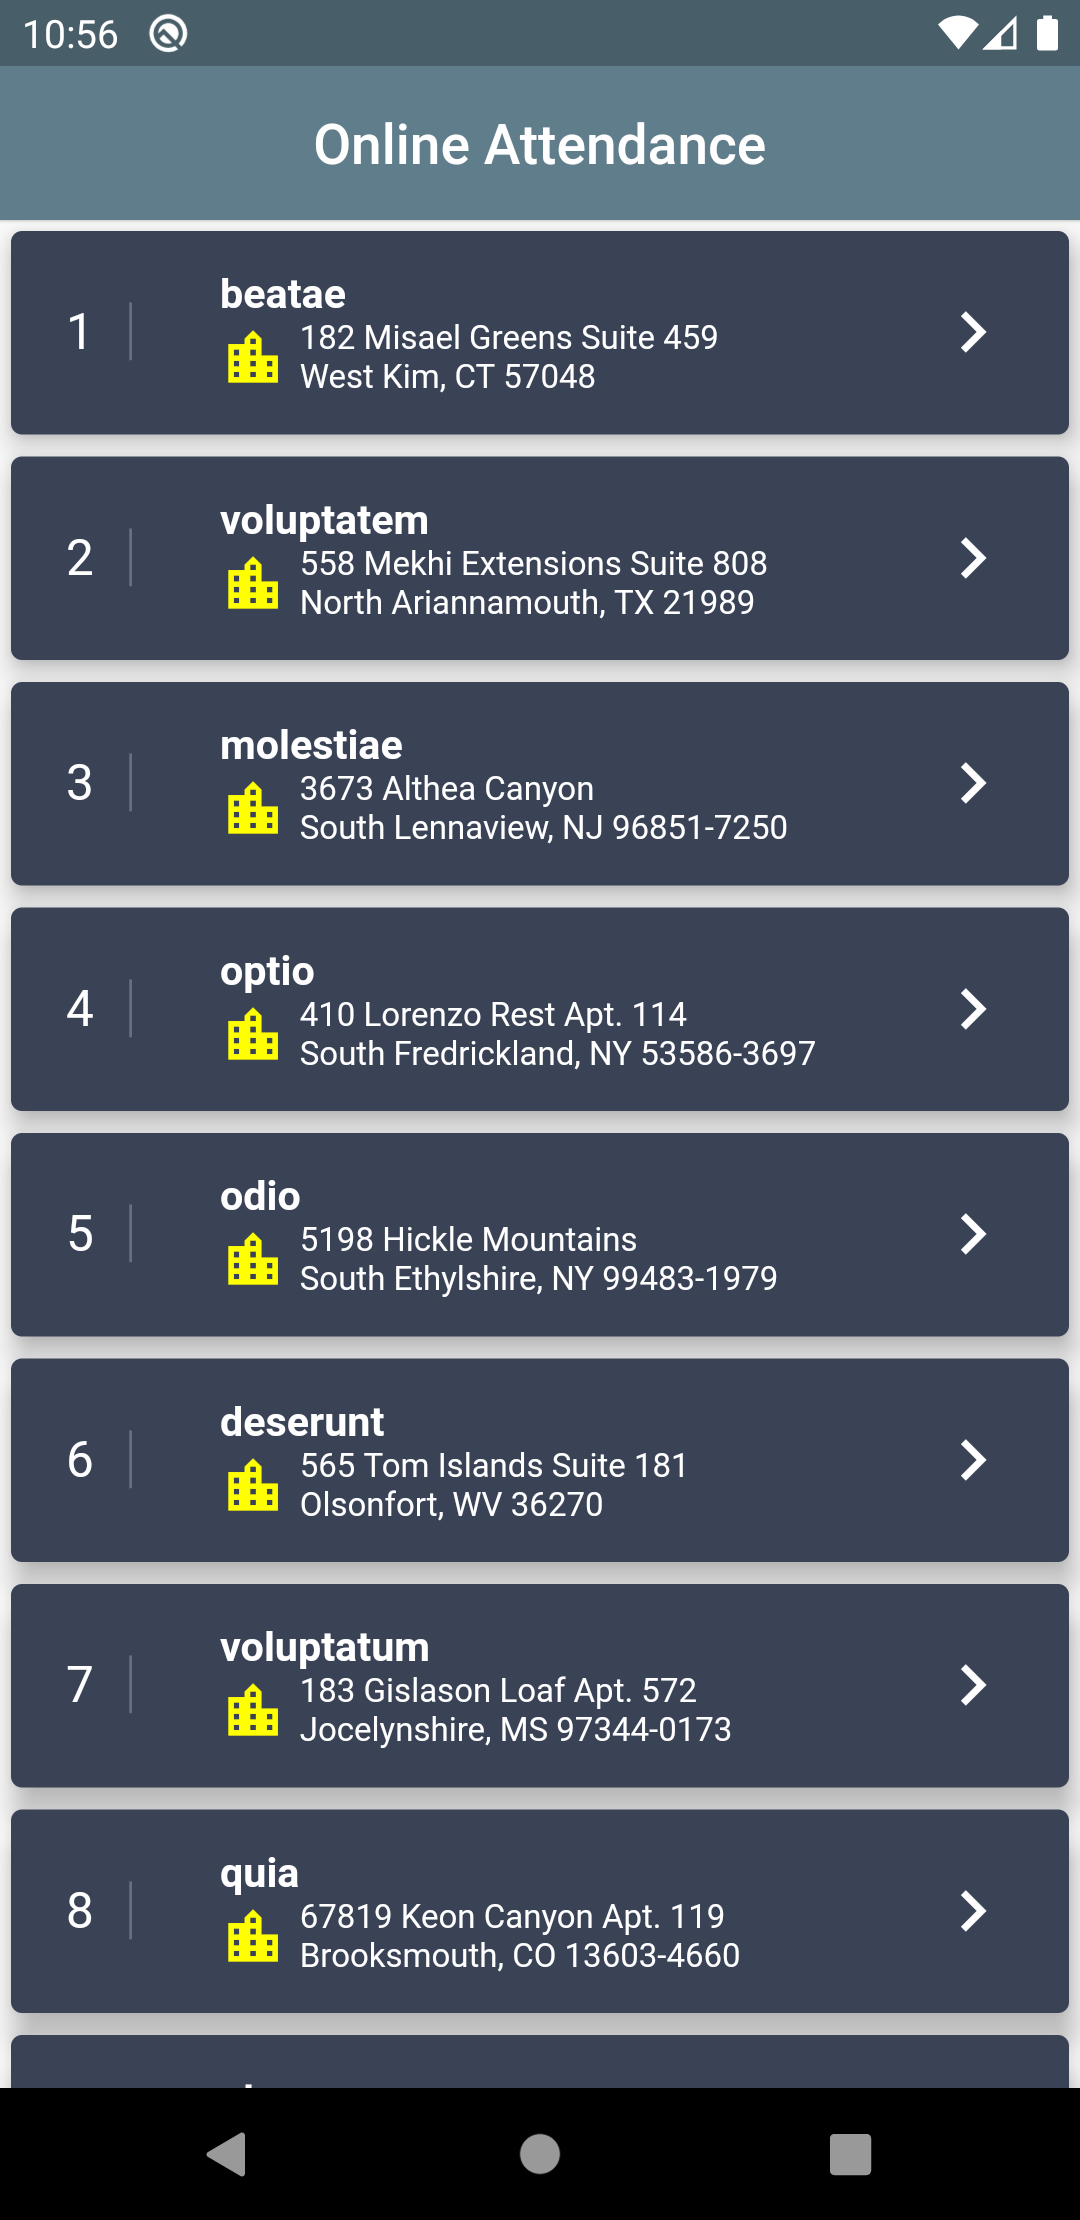 10:56
Online Attendance
1
beatae
182 Misael Greens Suite 459
West Kim, CT 57048
2
voluptatem
558 Mekhi Extensions Suite 808
North Ariannamouth, TX 21989
3
molestiae
3673 Althea Canyon
South Lennaview, NJ 96851-7250
4
optio
410 Lorenzo Rest Apt. 114
South Fredrickland, NY 53586-3697
5
odio
5198 Hickle Mountains
South Ethylshire, NY 99483-1979
6
deserunt
565 Tom Islands Suite 181
Olsonfort, WV 36270
7
voluptatum
183 Gislason Loaf Apt. 572
Jocelynshire, MS 97344-0173
8
quia
67819 Keon Canyon Apt. 119
Brooksmouth, CO 13603-4660